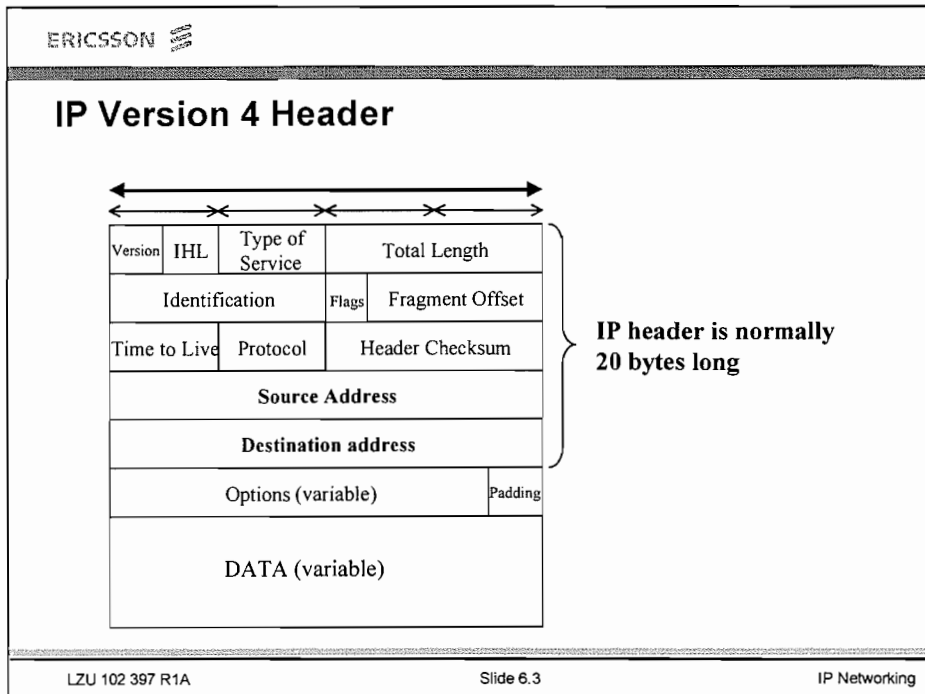 ERICSSON
IP Version 4 Header
Version IHL Type of Service Total Length
Identification Flags Fragment Offset
Time to Live Protocol Header Checksum
Source Address
Destination address
Options (variable) Padding
DATA (variable)
IP header is normally
20 bytes long
LZU 102 397 R1A Slide 6.3 IP Networking